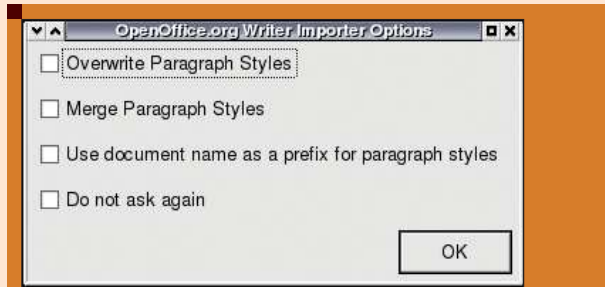 OpenOffice.org Writer Importer Options
Overwrite Paragraph Styles
Merge Paragraph Styles
Use document name as a prefix for paragraph styles
Do not ask again
OK